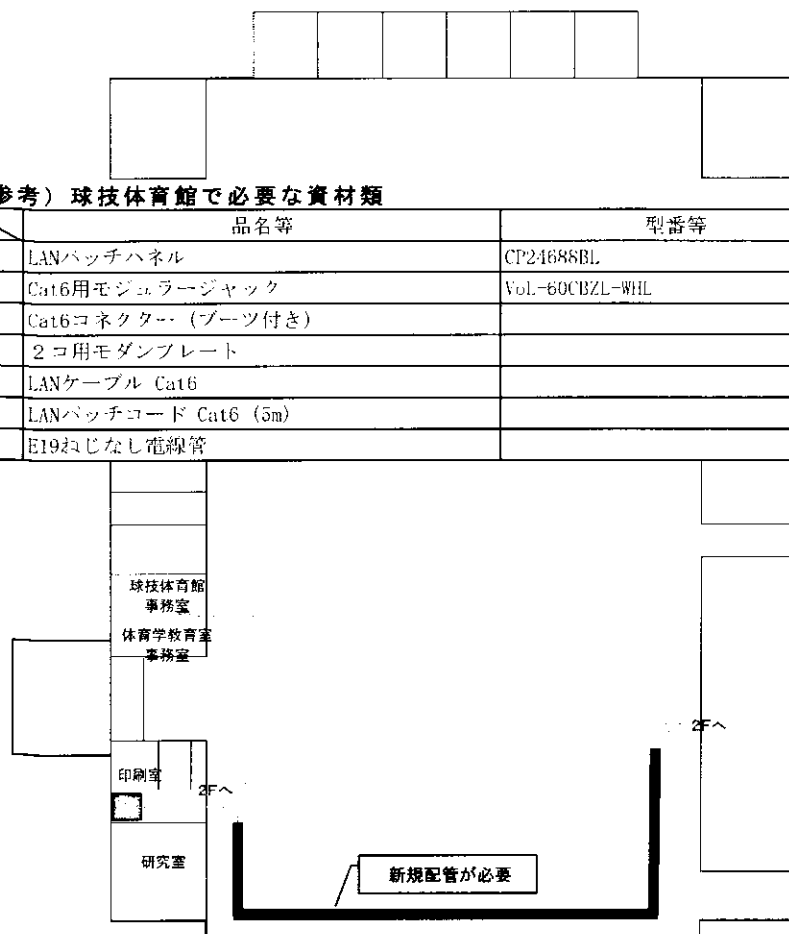 参考）球技体育館で必要な資材類
品名等 型番等
LANパッチパネル CP24688BL
Cat6用モジュラージャック VoL-60CBZL-WHL
Cat6コネクター（ブーツ付き）
２コ用モダンプレート
LANケーブル Cat6
LANパッチコード Cat6 (5m)
E19ねじなし電線管
球技体育館
事務室
体育学教育室
事務室
2Fへ
印刷室
2Fへ
研究室
新規配管が必要